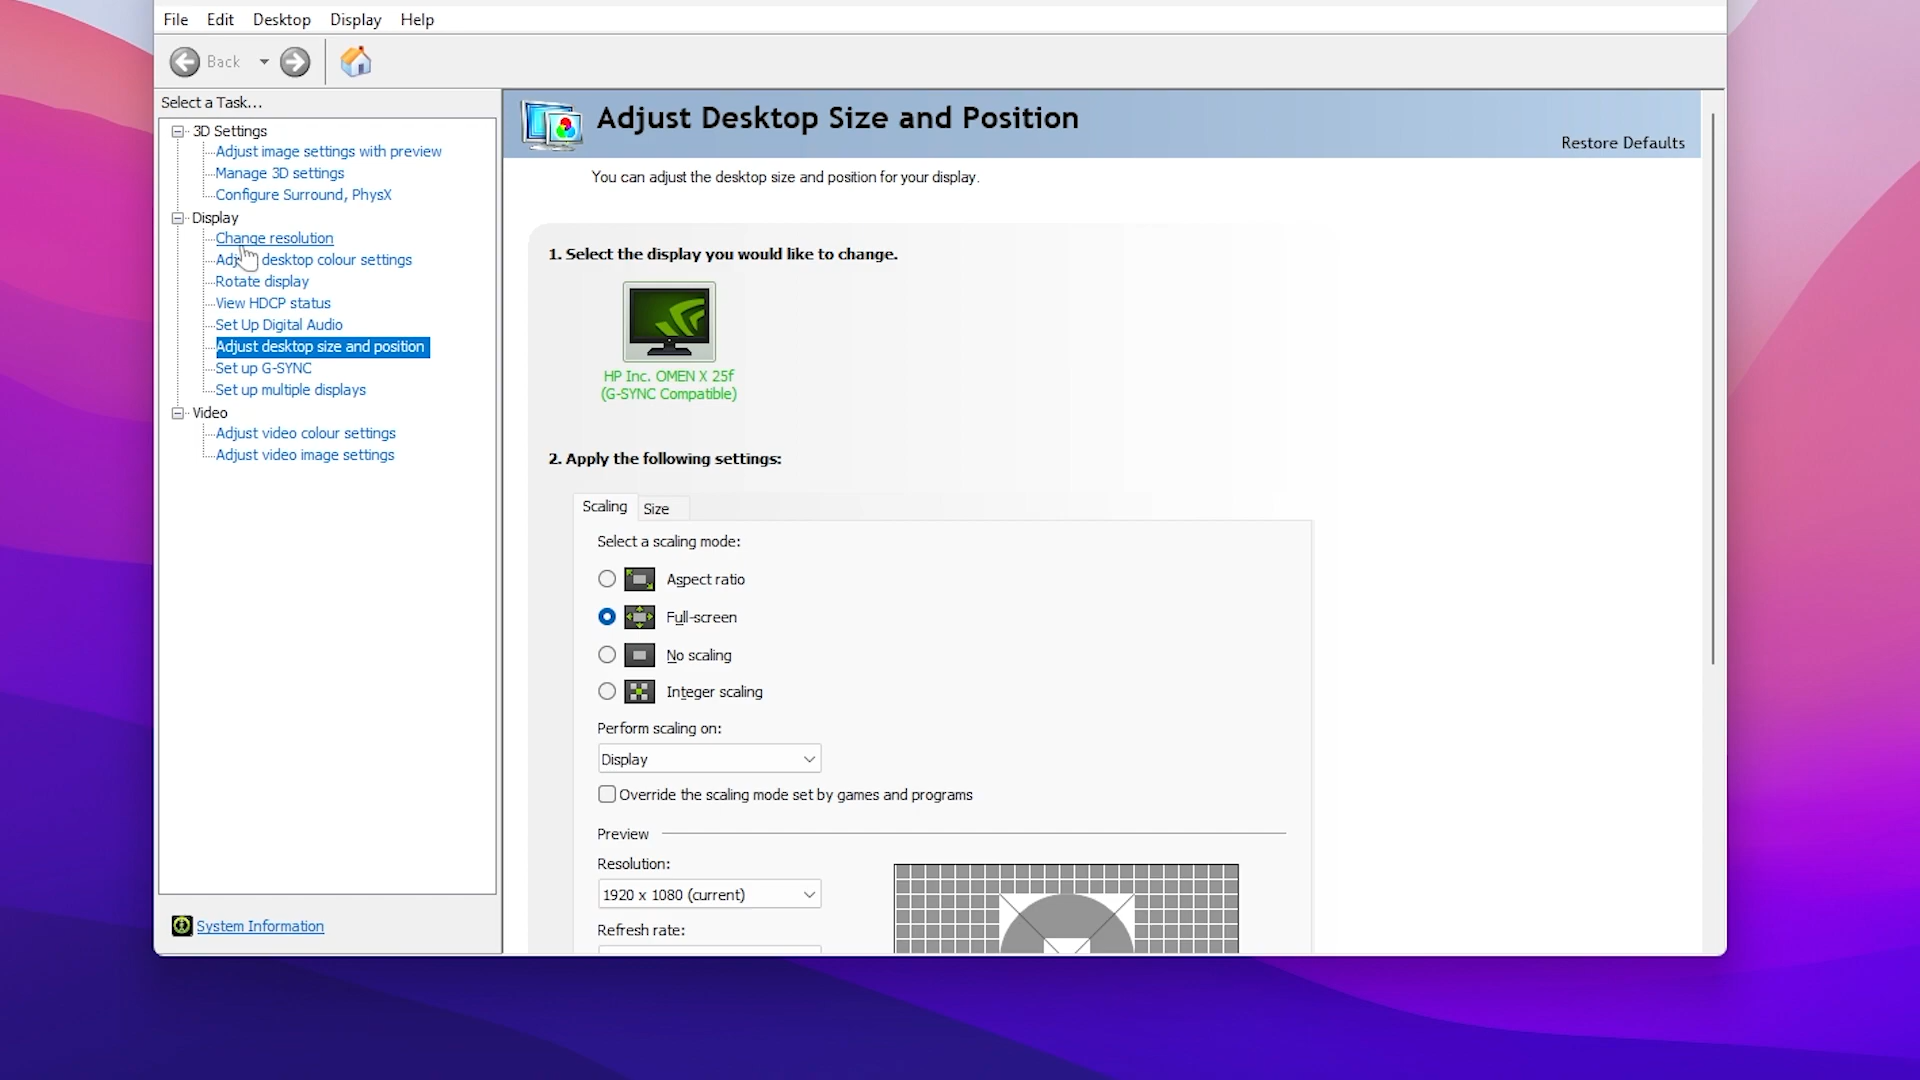 File Edit Desktop Display Help
Back
Select a Task...
3D Settings
Adjust image settings with preview
Manage 3D settings
Configure Surround, PhysX
Display
Change resolution
Adjust desktop colour settings
Rotate display
View HDCP status
Set Up Digital Audio
Adjust desktop size and position
Set up G-SYNC
Set up multiple displays
Video
Adjust video colour settings
Adjust video image settings
System Information
Adjust Desktop Size and Position
Restore Defaults
You can adjust the desktop size and position for your display.
1. Select the display you would like to change.
HP Inc. OMEN X 25f
(G-SYNC Compatible)
2. Apply the following settings:
Scaling Size
Select a scaling mode:
Aspect ratio
Full-screen
No scaling
Integer scaling
Perform scaling on:
Display
Override the scaling mode set by games and programs
Preview
Resolution:
1920 x 1080 (current)
Refresh rate: